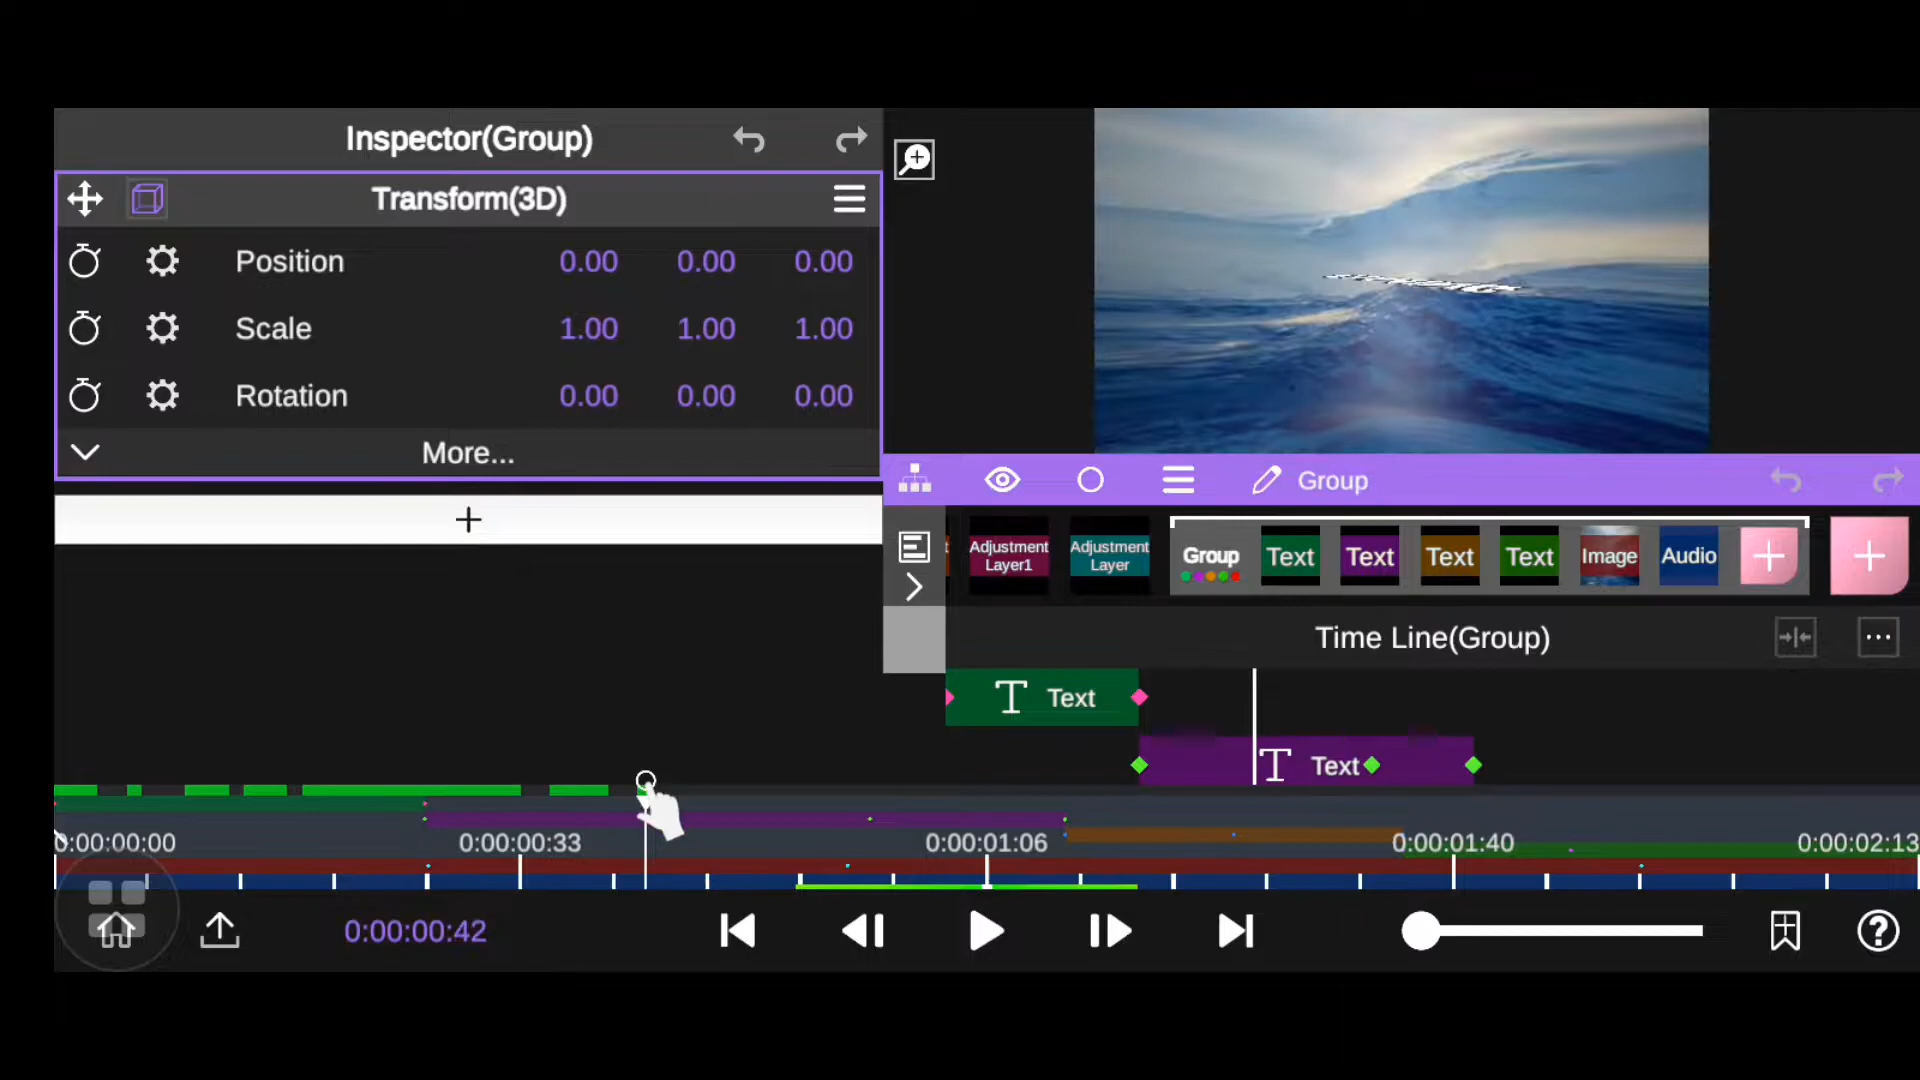 Inspector(Group)
Transform(3D)
Position 0.00 0.00 0.00
Scale 1.00 1.00 1.00
Rotation 0.00 0.00 0.00
More...
Group
Adjustment Layer1
Adjustment Layer
Group
Text
Text
Text
Text
Image
Audio
Time Line(Group)
Text
Text
0:00:00:00
0:00:00:33
0:00:01:06
0:00:01:40
0:00:02:13
0:00:00:42